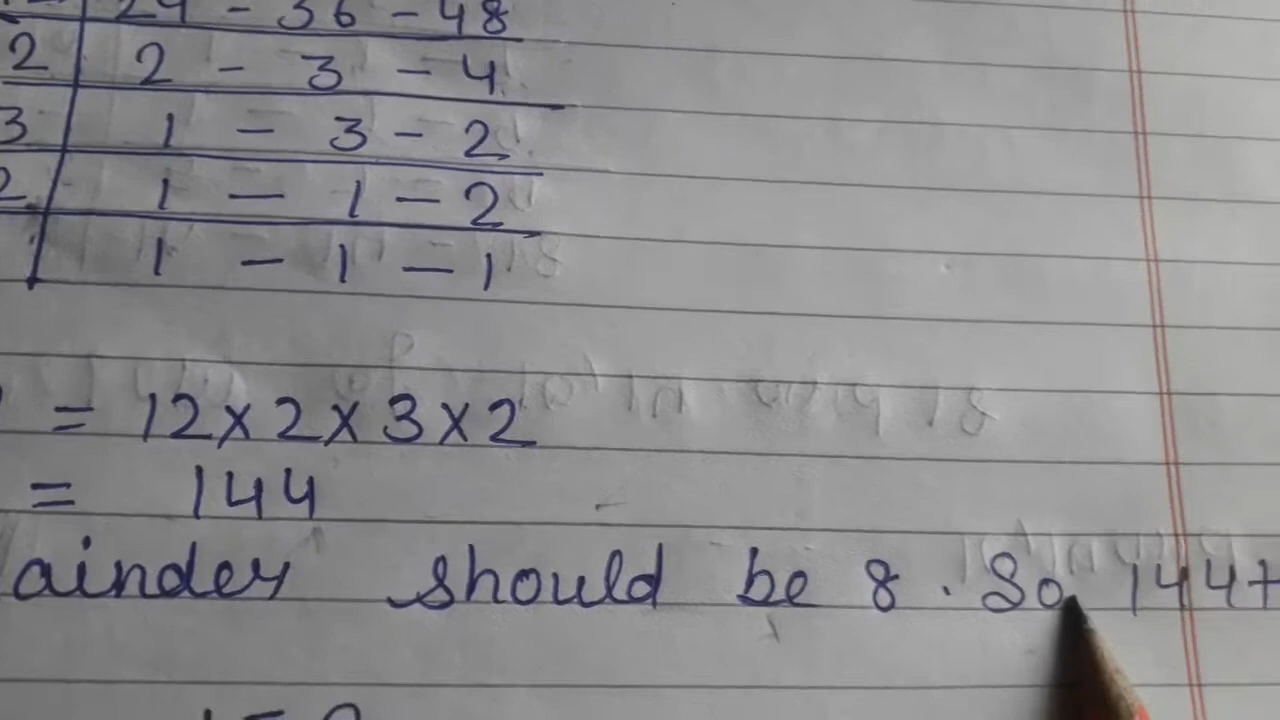 24 - 36 - 48
2 2 - 3 - 4
3 1 - 3 - 2
2 1 - 1 - 2
1 - 1 - 1
= 12 x 2 x 3 x 2
= 144
ainder should be 8. So 144+